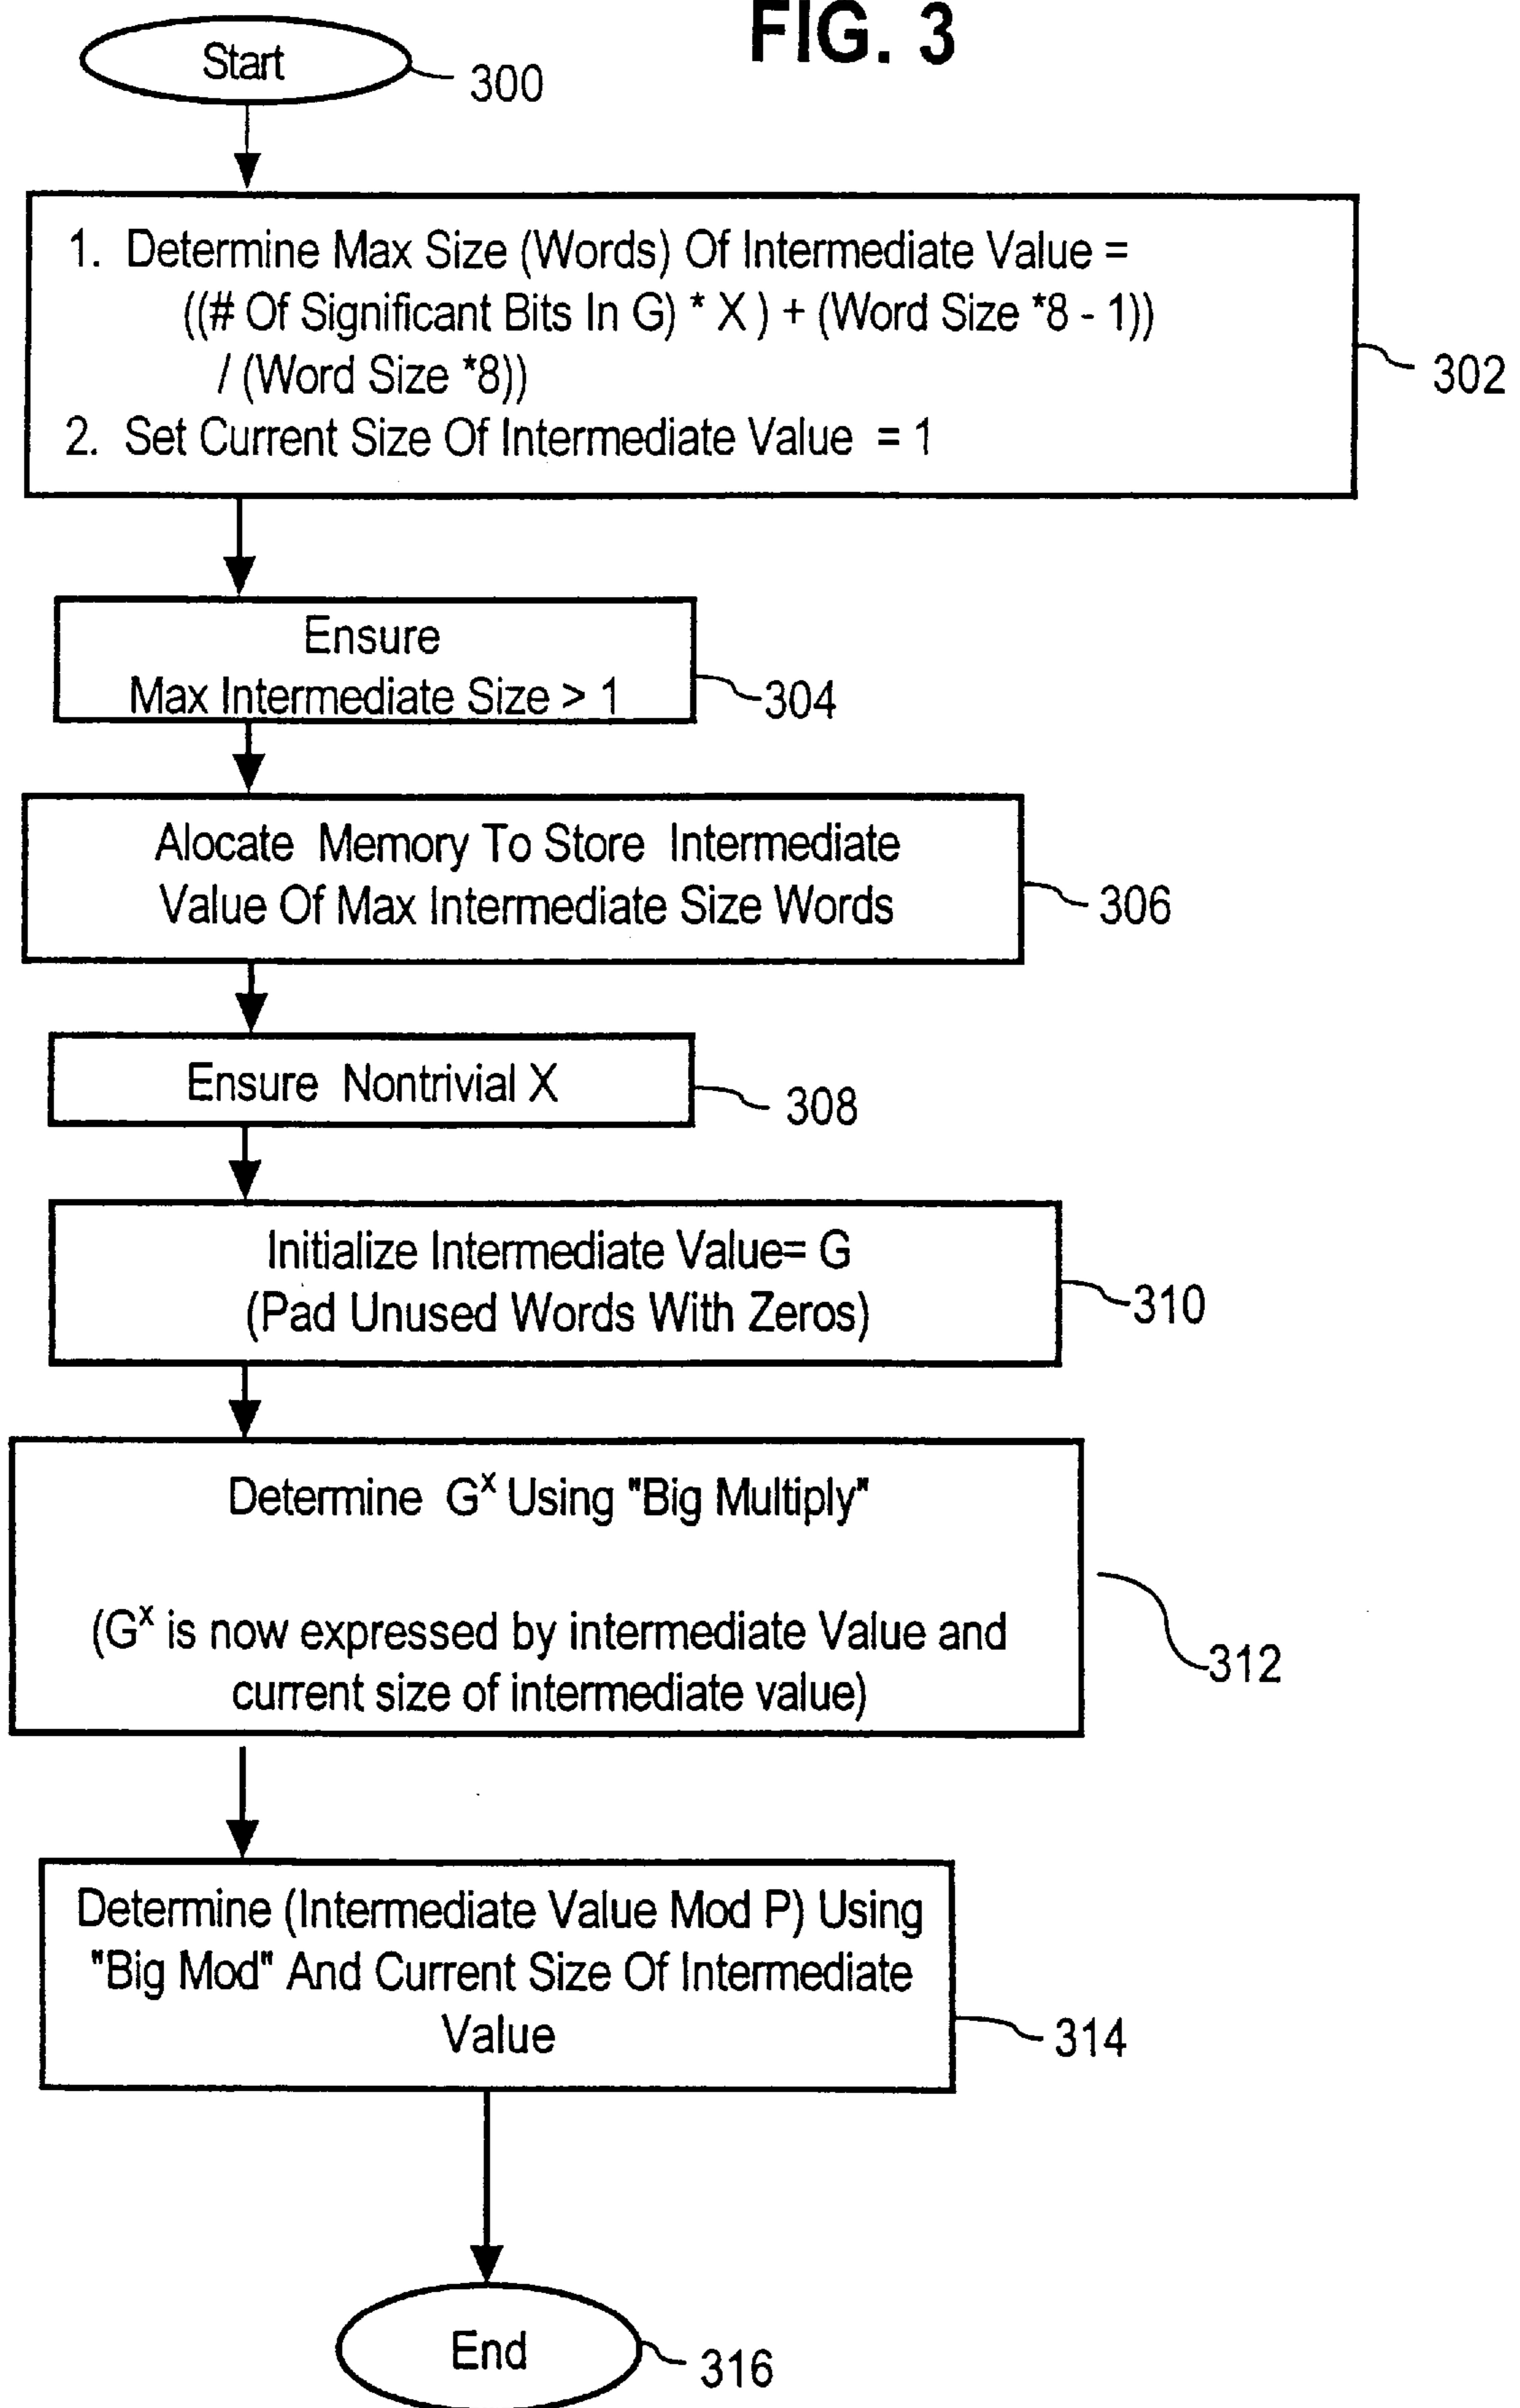 FIG. 3
Start
300
1. Determine Max Size (Words) Of Intermediate Value =
((# Of Significant Bits In G) * X ) + (Word Size *8 - 1))
/ (Word Size *8))
2. Set Current Size Of Intermediate Value = 1
302
Ensure
Max Intermediate Size > 1
304
Alocate Memory To Store Intermediate
Value Of Max Intermediate Size Words
306
Ensure Nontrivial X
308
Initialize Intermediate Value= G
(Pad Unused Words With Zeros)
310
Determine Gˣ Using "Big Multiply"
(Gˣ is now expressed by intermediate Value and
current size of intermediate value)
312
Determine (Intermediate Value Mod P) Using
"Big Mod" And Current Size Of Intermediate
Value
314
End
316